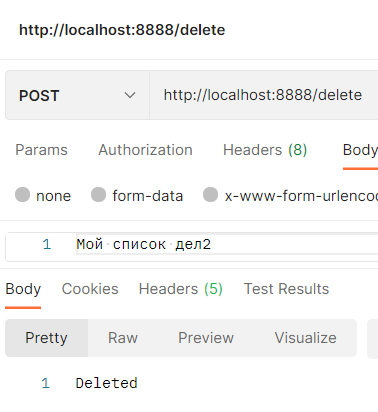 http://localhost:8888/delete
POST http://localhost:8888/delete
Params Authorization Headers (8) Body
none form-data x-www-form-urlenco
1 Мой список дел2
Body Cookies Headers (5) Test Results
Pretty Raw Preview Visualize
1 Deleted